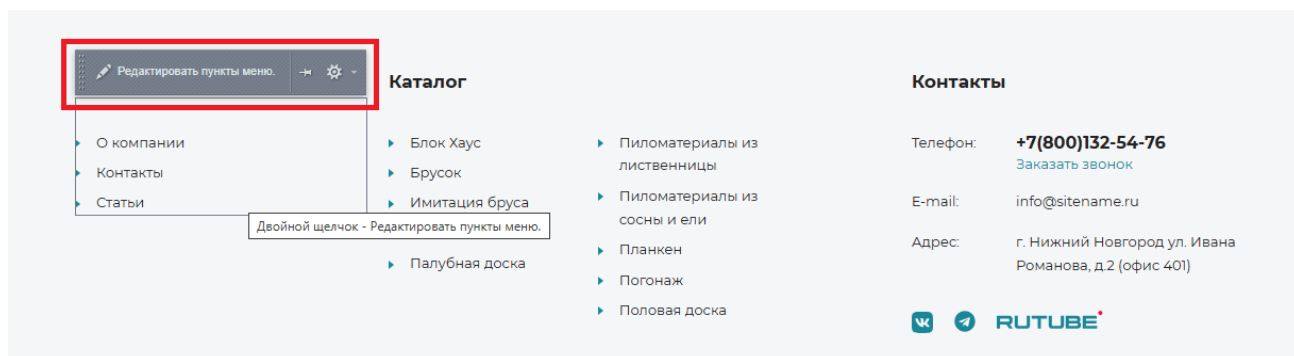 Редактировать пункты меню.
О компании
Контакты
Статьи
Двойной щелчок - Редактировать пункты меню.
Каталог
Блок Хаус
Брусок
Имитация бруса
Палубная доска
Пиломатериалы из
лиственницы
Пиломатериалы из
сосны и ели
Планкен
Погонаж
Половая доска
Контакты
Телефон: +7(800)132-54-76
Заказать звонок
E-mail: info@sitename.ru
Адрес: г. Нижний Новгород ул. Ивана
Романова, д.2 (офис 401)
RUTUBE